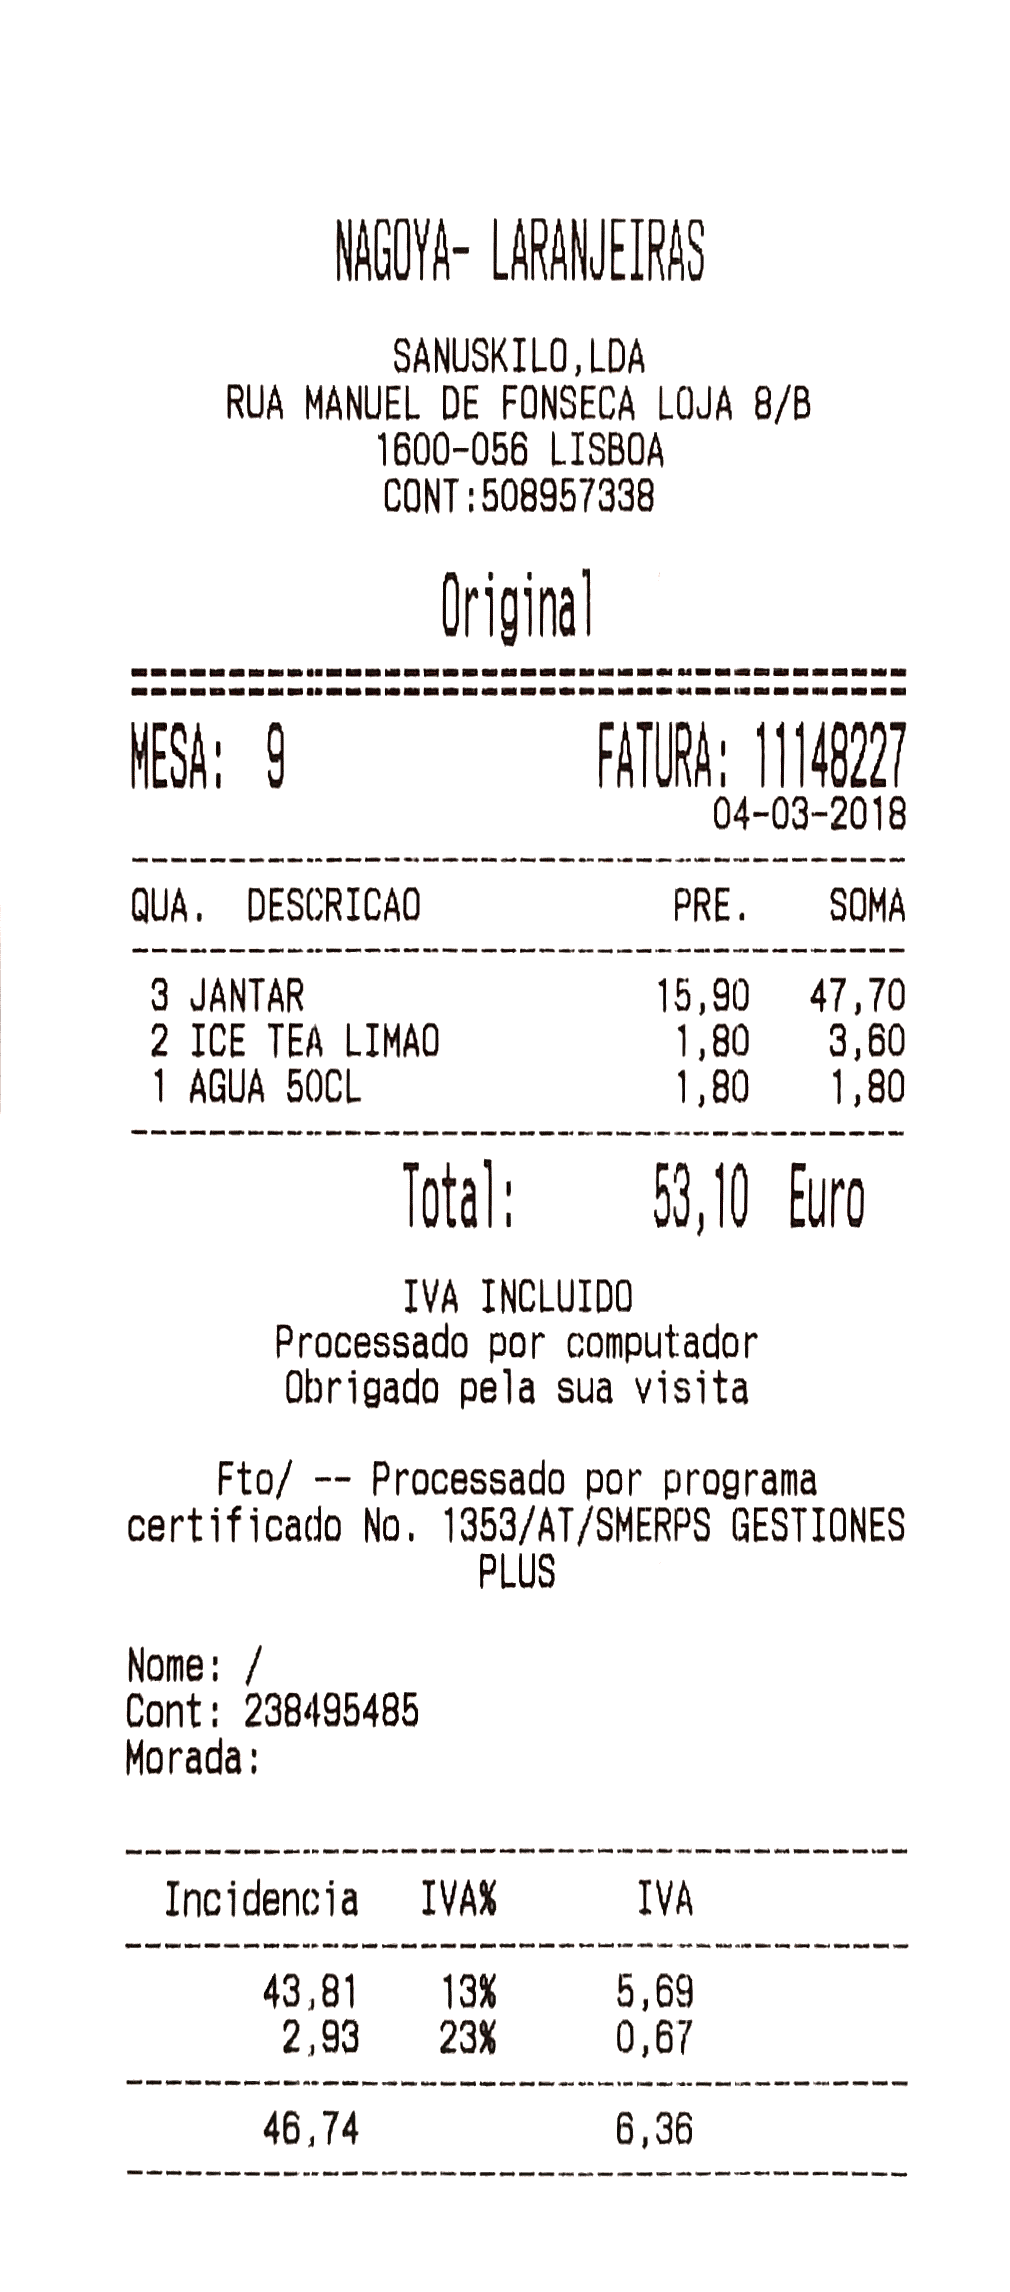 NAGOYA- LARANJEIRAS
SANUSKILO,LDA
RUA MANUEL DE FONSECA LOJA 8/B
1600-056 LISBOA
CONT:508957338
Original
MESA: 9 FATURA: 11148227
04-03-2018
QUA. DESCRICAO PRE. SOMA
3 JANTAR 15,90 47,70
2 ICE TEA LIMAO 1,80 3,60
1 AGUA 50CL 1,80 1,80
Total: 53,10 Euro
IVA INCLUIDO
Processado por computador
Obrigado pela sua visita
Fto/ -- Processado por programa
certificado No. 1353/AT/SMERPS GESTIONES
PLUS
Nome: /
Cont: 238495485
Morada:
Incidencia IVA% IVA
43,81 13% 5,69
2,93 23% 0,67
46,74 6,36